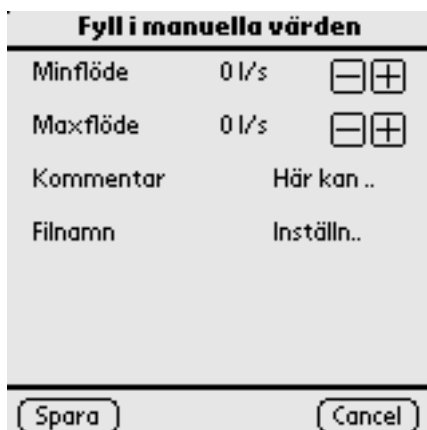 Fyll i manuella värden
Minflöde 0 l/s
Maxflöde 0 l/s
Kommentar Här kan ..
Filnamn Inställn..
Spara Cancel